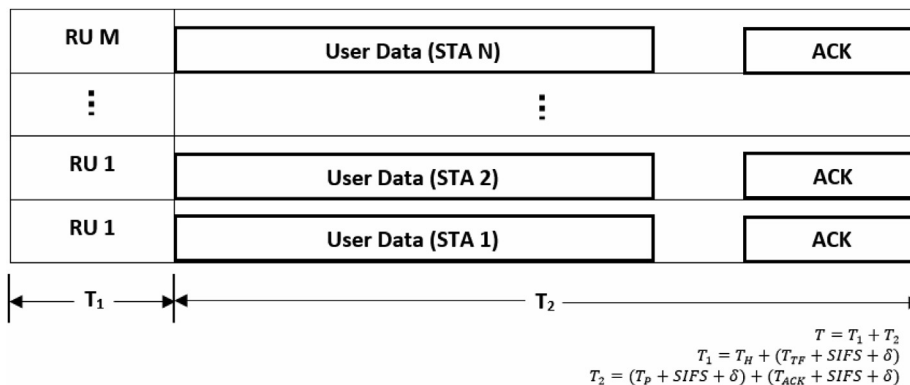 RU M User Data (STA N) ACK
⋮ ⋮
RU 1 User Data (STA 2) ACK
RU 1 User Data (STA 1) ACK
T₁ T₂
T = T₁ + T₂
T₁ = T_H + (T_TF + SIFS + δ)
T₂ = (T_P + SIFS + δ) + (T_ACK + SIFS + δ)